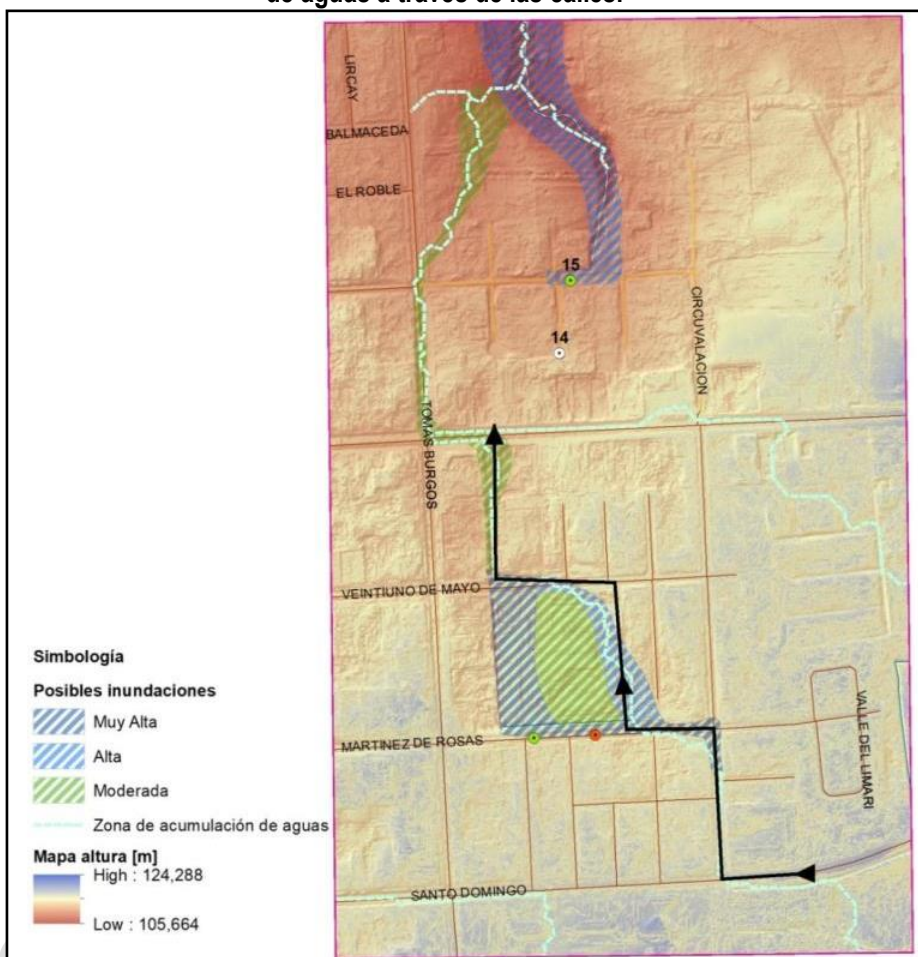 de aguas a través de las calles.
LIRCAY
BALMACEDA
EL ROBLE
15
14
CIRCUVALACION
TOMAS BURGOS
VEINTIUNO DE MAYO
MARTINEZ DE ROSAS
VALLE DEL LIMARI
SANTO DOMINGO
Simbología
Posibles inundaciones
Muy Alta
Alta
Moderada
Zona de acumulación de aguas
Mapa altura [m]
High : 124,288
Low : 105,664